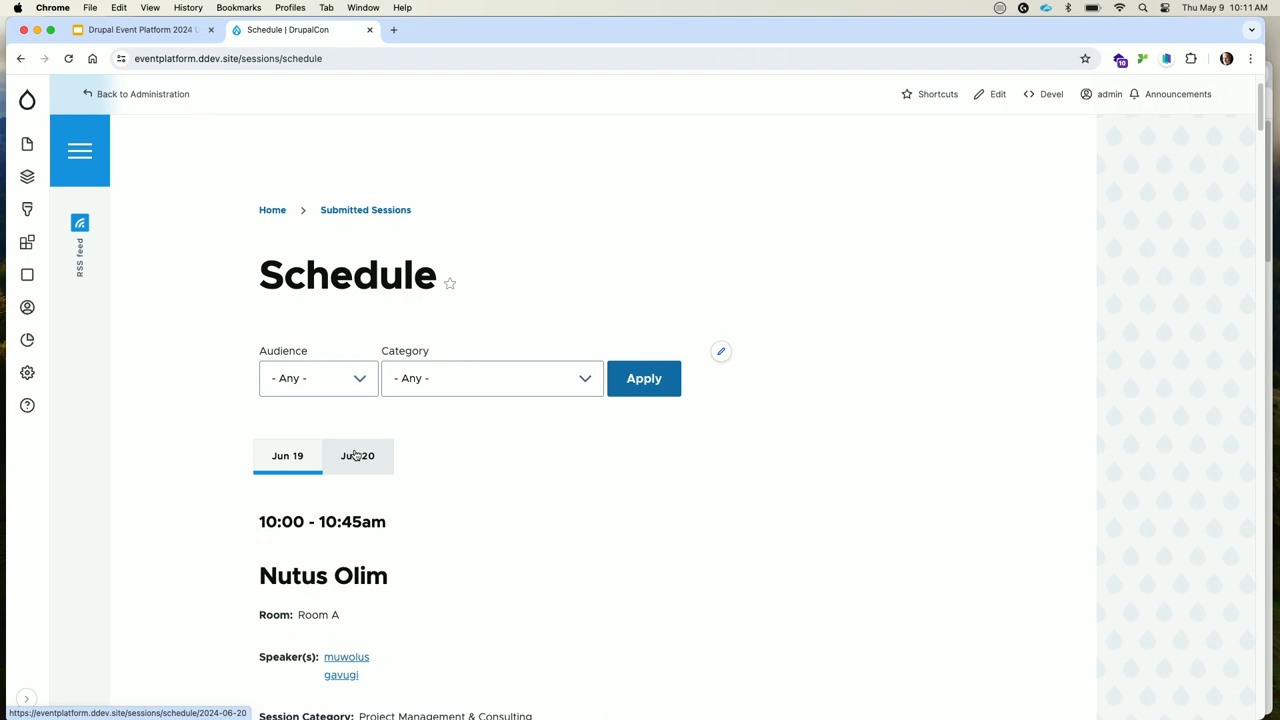 Chrome File Edit View History Bookmarks Profiles Tab Window Help Thu May 9 10:11 AM
Drupal Event Platform 2024 Schedule | DrupalCon
eventplatform.ddev.site/sessions/schedule
10
Back to Administration Shortcuts Edit Devel admin Announcements
RSS feed
Home Submitted Sessions
Schedule
Audience Category
- Any - - Any - Apply
Jun 19 20
10:00 - 10:45am
Nutus Olim
Room: Room A
Speaker(s): muwolus
gavugi
Session Category: Project Management & Consulting
https://eventplatform.ddev.site/sessions/schedule/2024-06-20